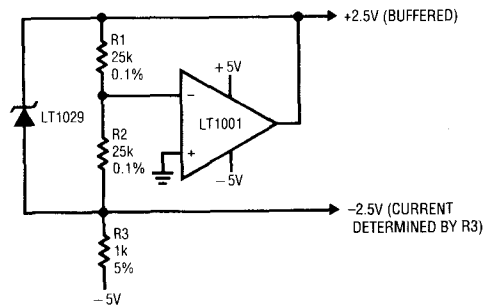 +2.5V (BUFFERED)
R1
25k
0.1%
+5V
−
LT1029
LT1001
R2
25k
0.1%
+
−5V
−2.5V (CURRENT
DETERMINED BY R3)
R3
1k
5%
−5V